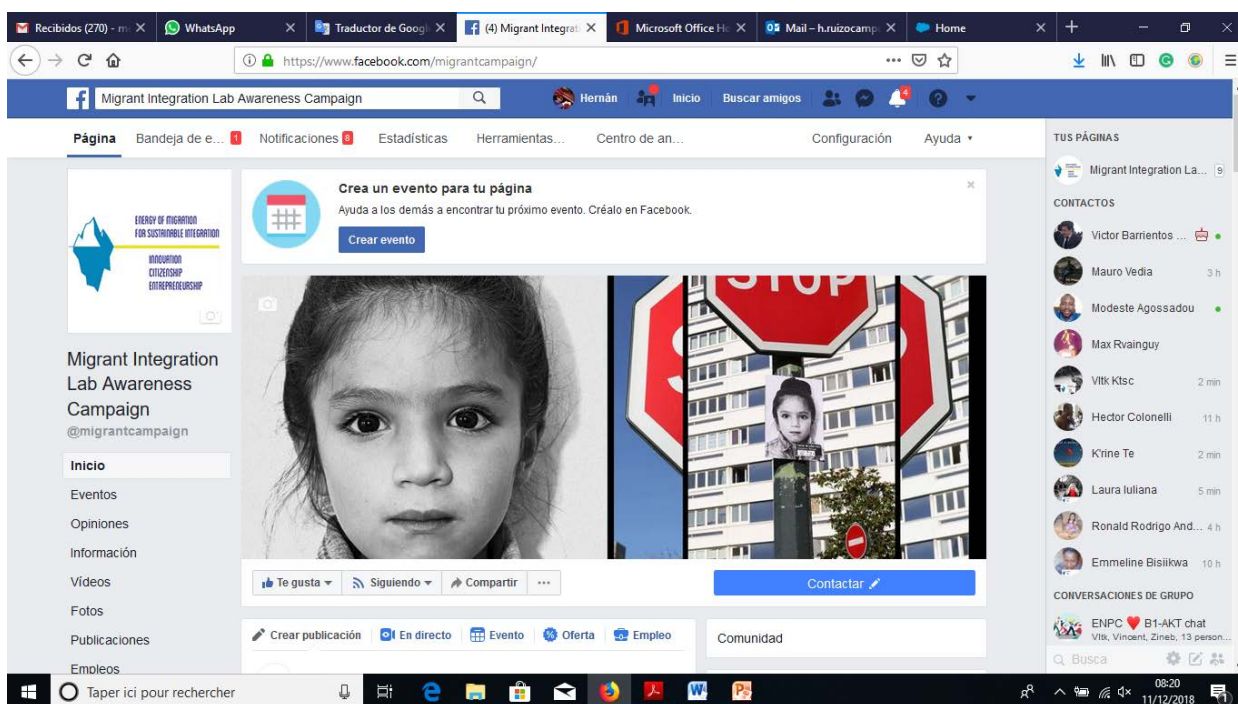 Recibidos (270) - m
WhatsApp
Traductor de Googl
(4) Migrant Integrati
Microsoft Office Ho
Mail – h.ruizocamp
Home
https://www.facebook.com/migrantcampaign/
Migrant Integration Lab Awareness Campaign
Hernán
Inicio
Buscar amigos
4
Página
Bandeja de e... 1
Notificaciones 8
Estadísticas
Herramientas...
Centro de an...
Configuración
Ayuda
ENERGY OF MIGRATION
FOR SUSTAINABLE INTEGRATION
INNOVATION
CITIZENSHIP
ENTREPRENEURSHIP
Migrant Integration
Lab Awareness
Campaign
@migrantcampaign
Inicio
Eventos
Opiniones
Información
Vídeos
Fotos
Publicaciones
Empleos
Crea un evento para tu página
Ayuda a los demás a encontrar tu próximo evento. Créalo en Facebook.
Crear evento
STOP
Te gusta
Siguiendo
Compartir
Contactar
Crear publicación
En directo
Evento
Oferta
Empleo
Comunidad
TUS PÁGINAS
Migrant Integration La... 9
CONTACTOS
Victor Barrientos ...
Mauro Vedia 3 h
Modeste Agossadou
Max Rvainguy
Vltk Ktsc 2 min
Hector Colonelli 11 h
K'rine Te 2 min
Laura Iuliana 5 min
Ronald Rodrigo And... 4 h
Emmeline Bisiikwa 10 h
CONVERSACIONES DE GRUPO
ENPC ❤️ B1-AKT chat
Vltk, Vincent, Zineb, 13 person...
Busca
Taper ici pour rechercher
08:20
11/12/2018